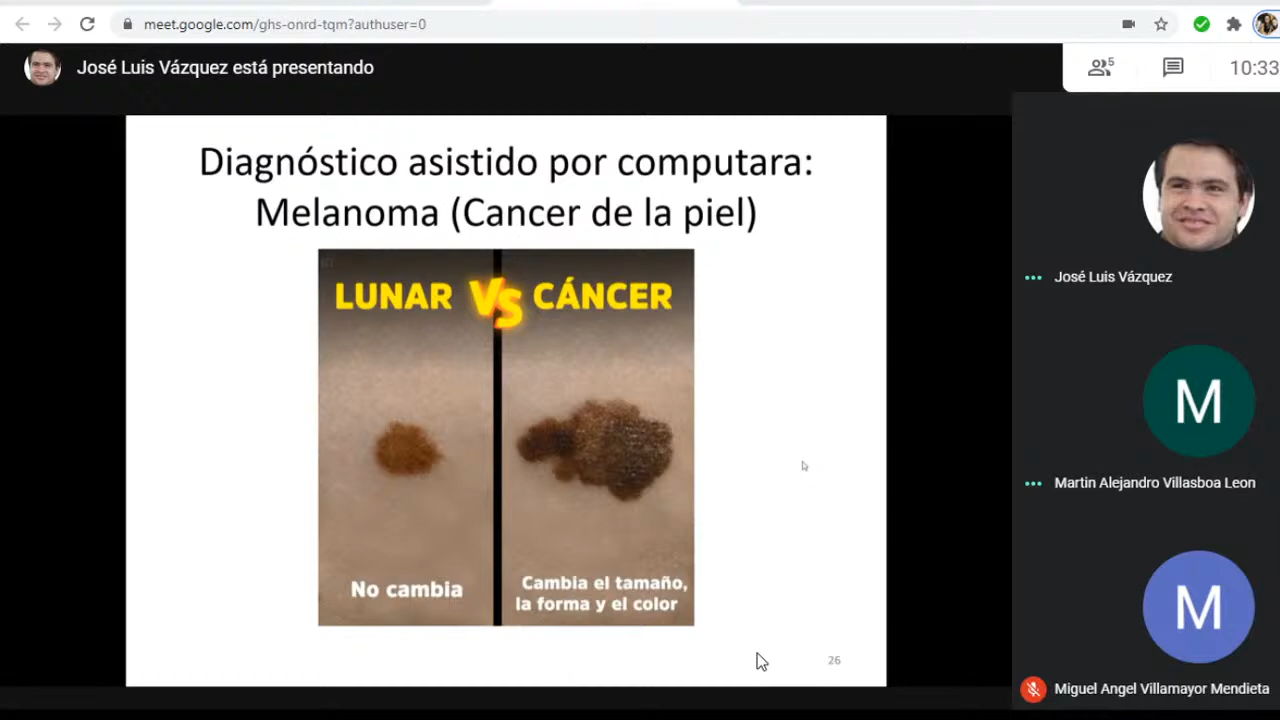 meet.google.com/ghs-onrd-tqm?authuser=0
José Luis Vázquez está presentando
5
10:33
Diagnóstico asistido por computara:
Melanoma (Cancer de la piel)
LUNAR VS CÁNCER
No cambia
Cambia el tamaño,
la forma y el color
26
José Luis Vázquez
M
Martin Alejandro Villasboa Leon
M
Miguel Angel Villamayor Mendieta